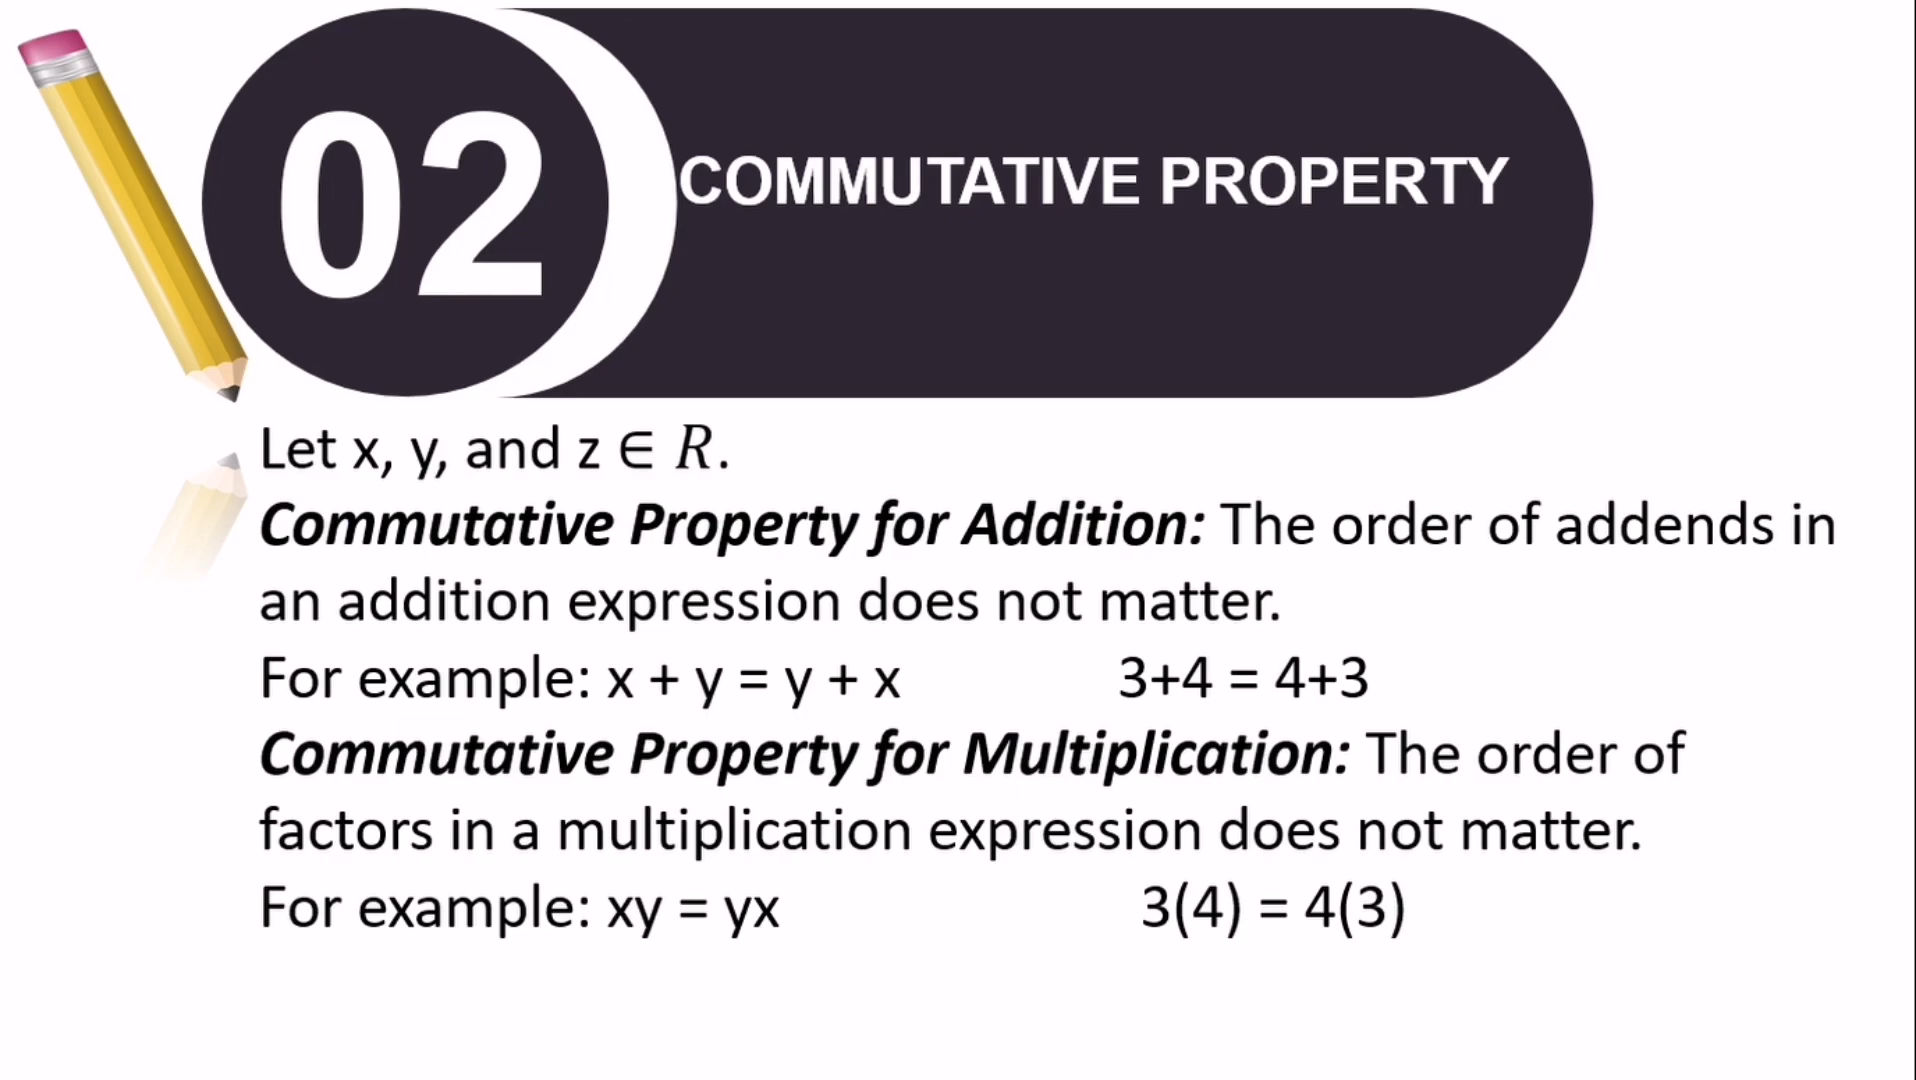 02
COMMUTATIVE PROPERTY
Let x, y, and z ∈ R.
Commutative Property for Addition: The order of addends in
an addition expression does not matter.
For example: x + y = y + x 3+4 = 4+3
Commutative Property for Multiplication: The order of
factors in a multiplication expression does not matter.
For example: xy = yx 3(4) = 4(3)